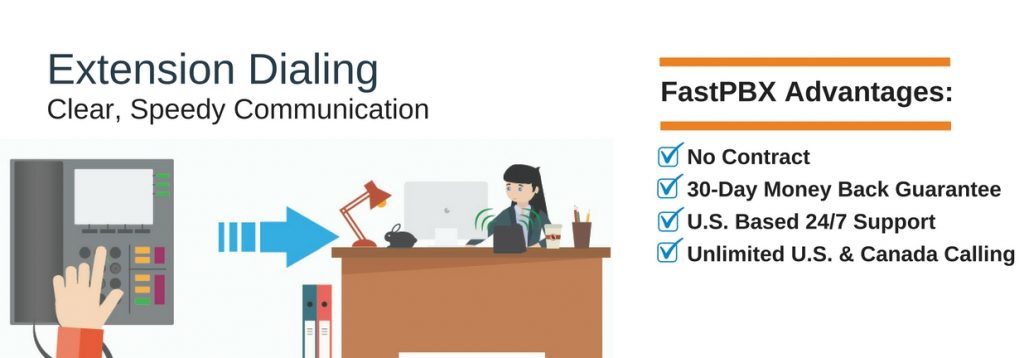 Extension Dialing
Clear, Speedy Communication
FastPBX Advantages:
No Contract
30-Day Money Back Guarantee
U.S. Based 24/7 Support
Unlimited U.S. & Canada Calling